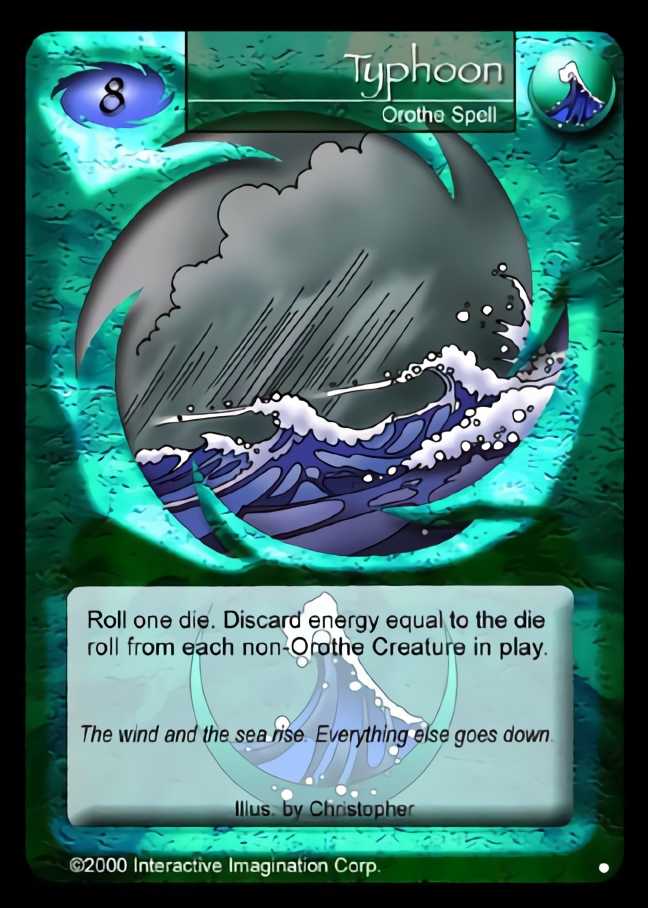 8
Typhoon
Orothe Spell
Roll one die. Discard energy equal to the die
roll from each non-Orothe Creature in play.
The wind and the sea rise. Everything else goes down.
Illus. by Christopher
©2000 Interactive Imagination Corp.